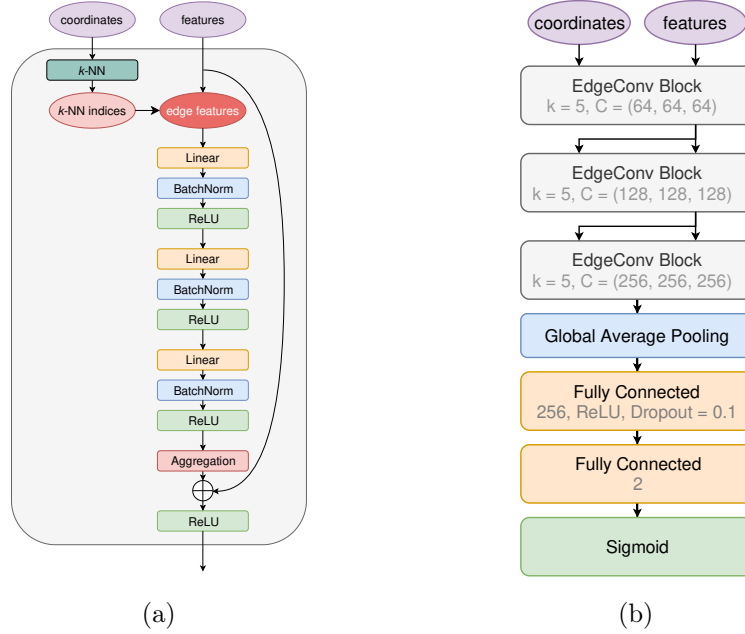 coordinates
features
k-NN
k-NN indices
edge features
Linear
BatchNorm
ReLU
Linear
BatchNorm
ReLU
Linear
BatchNorm
ReLU
Aggregation
ReLU
(a)
coordinates
features
EdgeConv Block
k = 5, C = (64, 64, 64)
EdgeConv Block
k = 5, C = (128, 128, 128)
EdgeConv Block
k = 5, C = (256, 256, 256)
Global Average Pooling
Fully Connected
256, ReLU, Dropout = 0.1
Fully Connected
2
Sigmoid
(b)